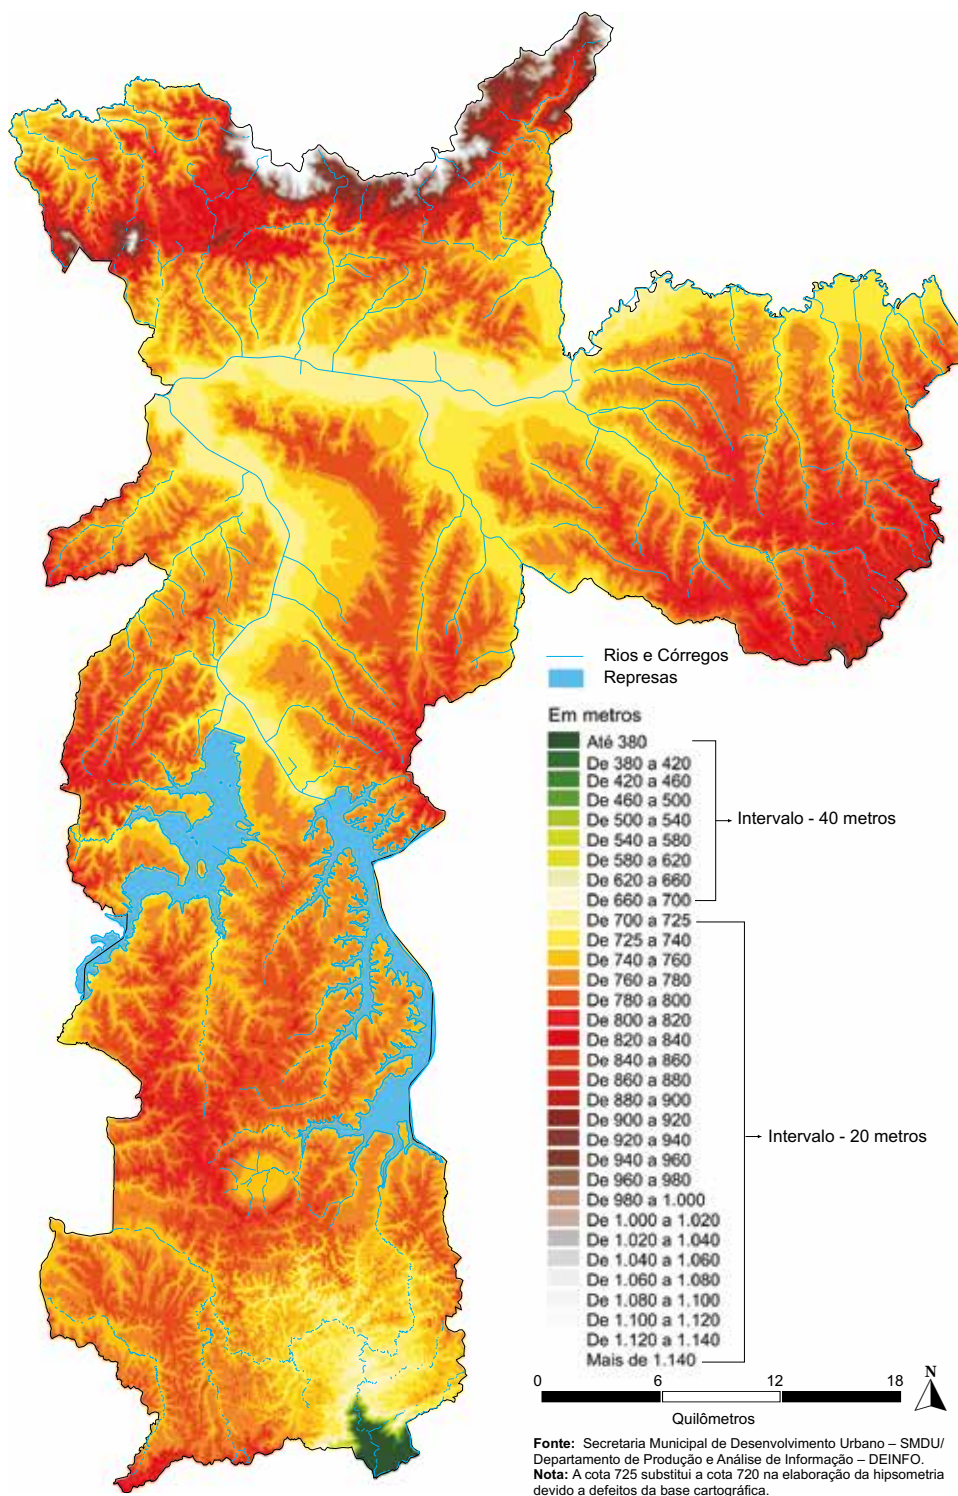 Rios e Córregos
Represas
Em metros
Até 380
De 380 a 420
De 420 a 460
De 460 a 500
De 500 a 540
De 540 a 580
De 580 a 620
De 620 a 660
De 660 a 700
Intervalo - 40 metros
De 700 a 725
De 725 a 740
De 740 a 760
De 760 a 780
De 780 a 800
De 800 a 820
De 820 a 840
De 840 a 860
De 860 a 880
De 880 a 900
De 900 a 920
De 920 a 940
De 940 a 960
De 960 a 980
De 980 a 1.000
De 1.000 a 1.020
De 1.020 a 1.040
De 1.040 a 1.060
De 1.060 a 1.080
De 1.080 a 1.100
De 1.100 a 1.120
De 1.120 a 1.140
Mais de 1.140
Intervalo - 20 metros
N
0 6 12 18
Quilômetros
Fonte: Secretaria Municipal de Desenvolvimento Urbano – SMDU/
Departamento de Produção e Análise de Informação – DEINFO.
Nota: A cota 725 substitui a cota 720 na elaboração da hipsometria
devido a defeitos da base cartográfica.